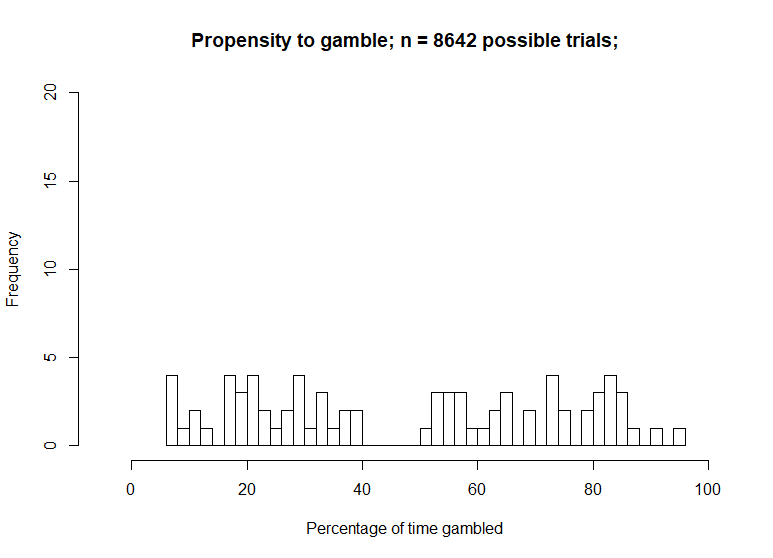 Propensity to gamble; n = 8642 possible trials;
20
15
10
5
0
Frequency
0 20 40 60 80 100
Percentage of time gambled